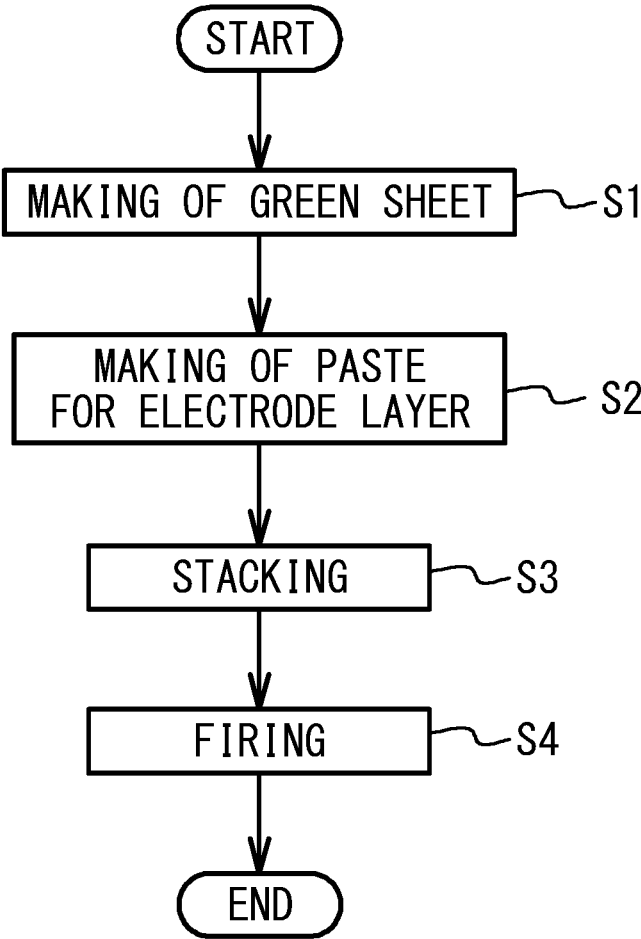 START
MAKING OF GREEN SHEET
S1
MAKING OF PASTE
FOR ELECTRODE LAYER
S2
STACKING
S3
FIRING
S4
END